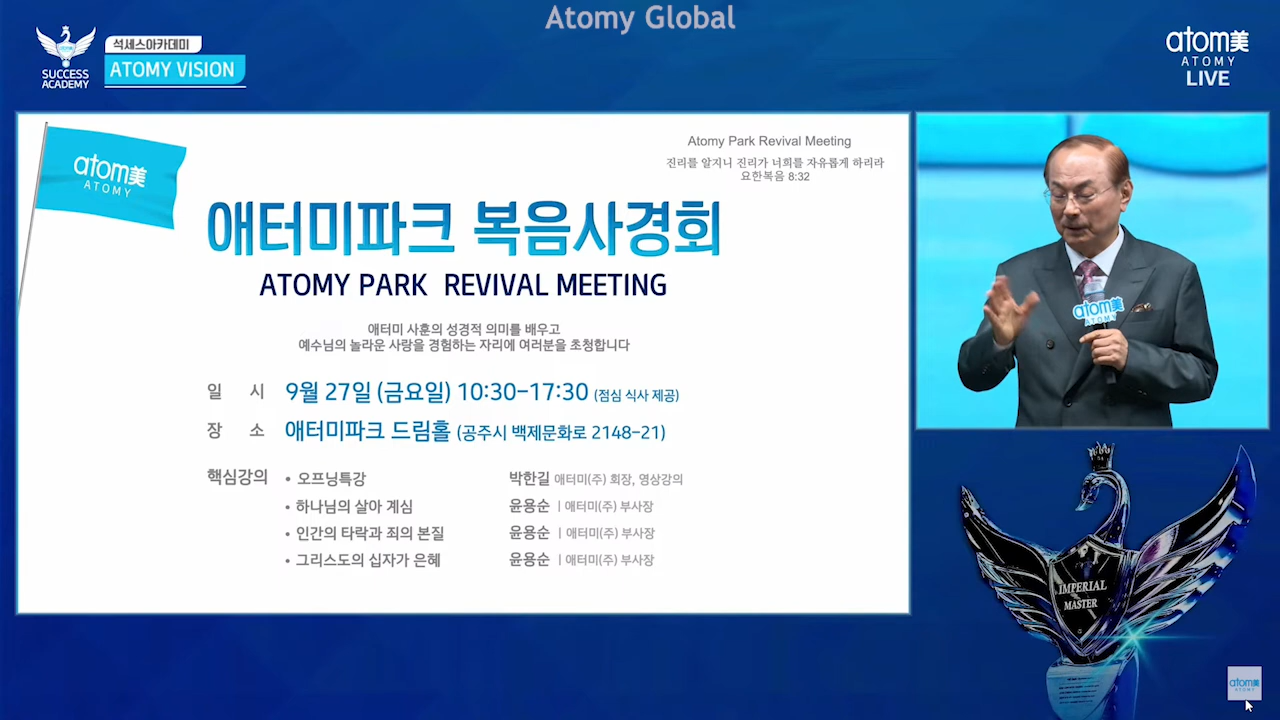 Atomy Global
SUCCESS
ACADEMY
석세스아카데미
ATOMY VISION
atom美
ATOMY
LIVE
atom美
ATOMY
Atomy Park Revival Meeting
진리를 알지니 진리가 너희를 자유롭게 하리라
요한복음 8:32
애터미파크 복음사경회
ATOMY PARK REVIVAL MEETING
애터미 사훈의 성경적 의미를 배우고
예수님의 놀라운 사랑을 경험하는 자리에 여러분을 초청합니다
일 시 9월 27일 (금요일) 10:30-17:30 (점심 식사 제공)
장 소 애터미파크 드림홀 (공주시 백제문화로 2148-21)
핵심강의 • 오프닝특강 박한길 애터미(주) 회장, 영상강의
• 하나님의 살아 계심 윤용순 | 애터미(주) 부사장
• 인간의 타락과 죄의 본질 윤용순 | 애터미(주) 부사장
• 그리스도의 십자가 은혜 윤용순 | 애터미(주) 부사장
atom美
ATOMY
IMPERIAL
MASTER
atom美
ATOMY